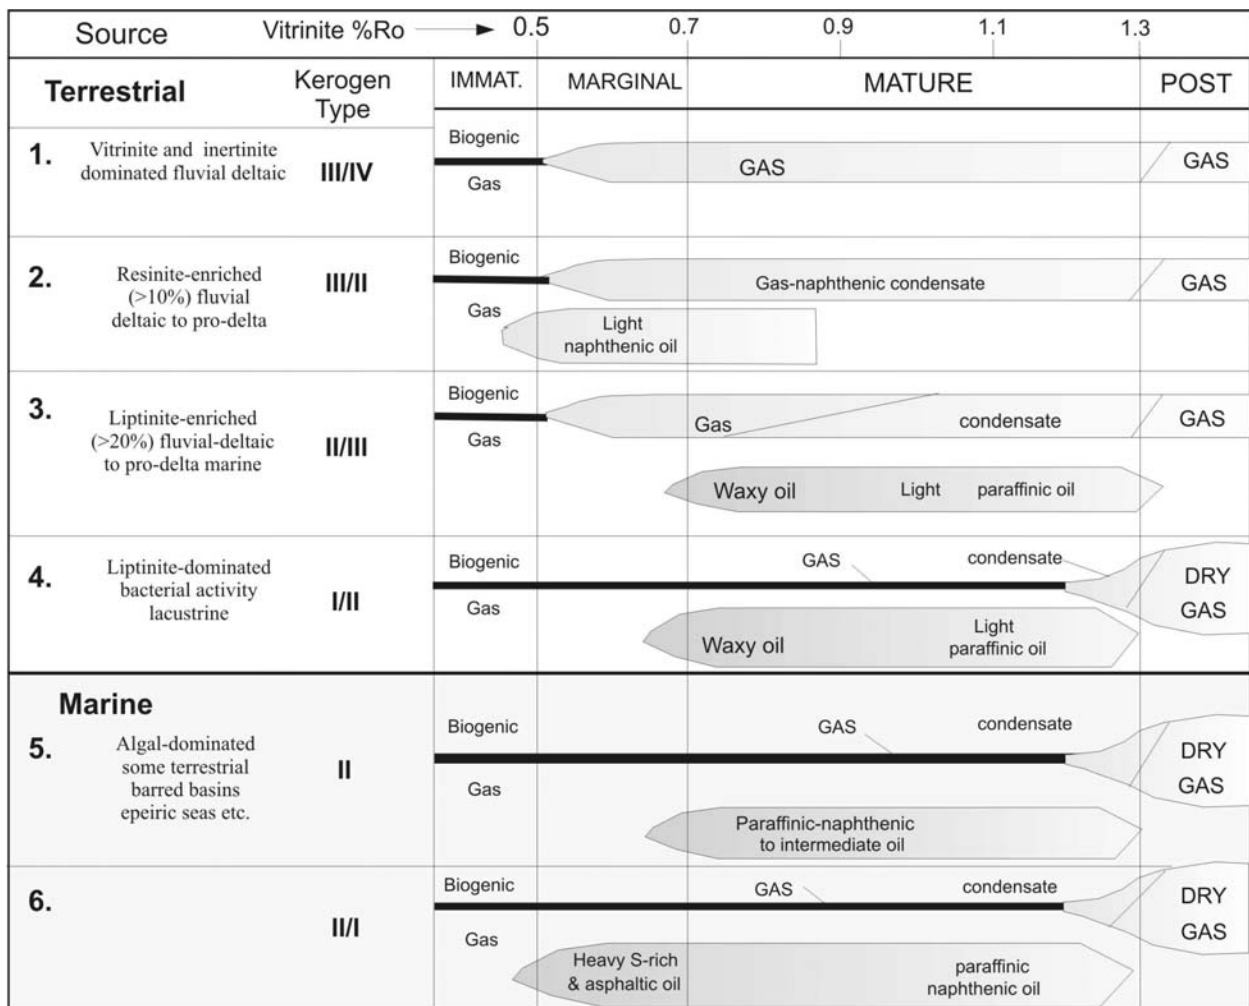 Source Vitrinite %Ro 0.5 0.7 0.9 1.1 1.3
Terrestrial Kerogen Type IMMAT. MARGINAL MATURE POST
1. Vitrinite and inertinite
dominated fluvial deltaic
III/IV
Biogenic
Gas
GAS
GAS
2. Resinite-enriched
(>10%) fluvial
deltaic to pro-delta
III/II
Biogenic
Gas
Gas-naphthenic condensate
GAS
Light
naphthenic oil
3. Liptinite-enriched
(>20%) fluvial-deltaic
to pro-delta marine
II/III
Biogenic
Gas
Gas condensate
GAS
Waxy oil Light paraffinic oil
4. Liptinite-dominated
bacterial activity
lacustrine
I/II
Biogenic
Gas
GAS condensate
DRY
GAS
Waxy oil
Light
paraffinic oil
Marine
5. Algal-dominated
some terrestrial
barred basins
epeiric seas etc.
II
Biogenic
Gas
GAS condensate
DRY
GAS
Paraffinic-naphthenic
to intermediate oil
6.
II/I
Biogenic
Gas
GAS condensate
DRY
GAS
Heavy S-rich
& asphaltic oil
paraffinic
naphthenic oil